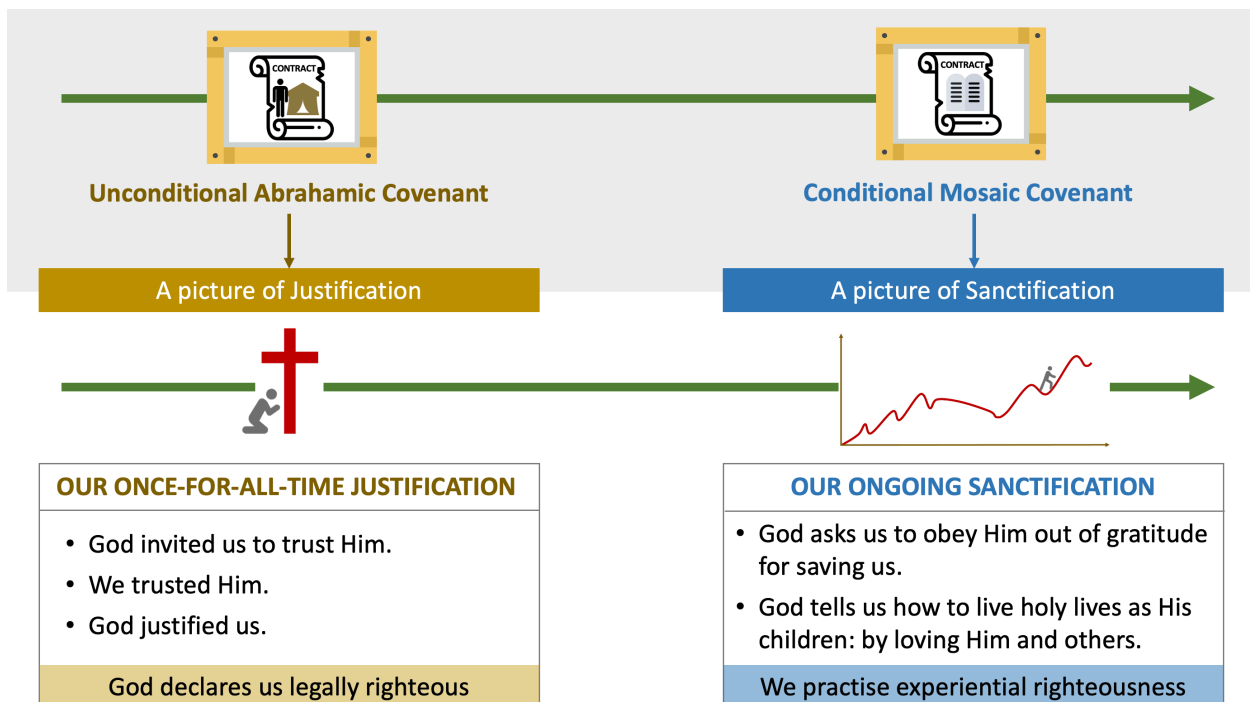 CONTRACT
CONTRACT
Unconditional Abrahamic Covenant
Conditional Mosaic Covenant
A picture of Justification
A picture of Sanctification
OUR ONCE-FOR-ALL-TIME JUSTIFICATION
• God invited us to trust Him.
• We trusted Him.
• God justified us.
God declares us legally righteous
OUR ONGOING SANCTIFICATION
• God asks us to obey Him out of gratitude
for saving us.
• God tells us how to live holy lives as His
children: by loving Him and others.
We practise experiential righteousness